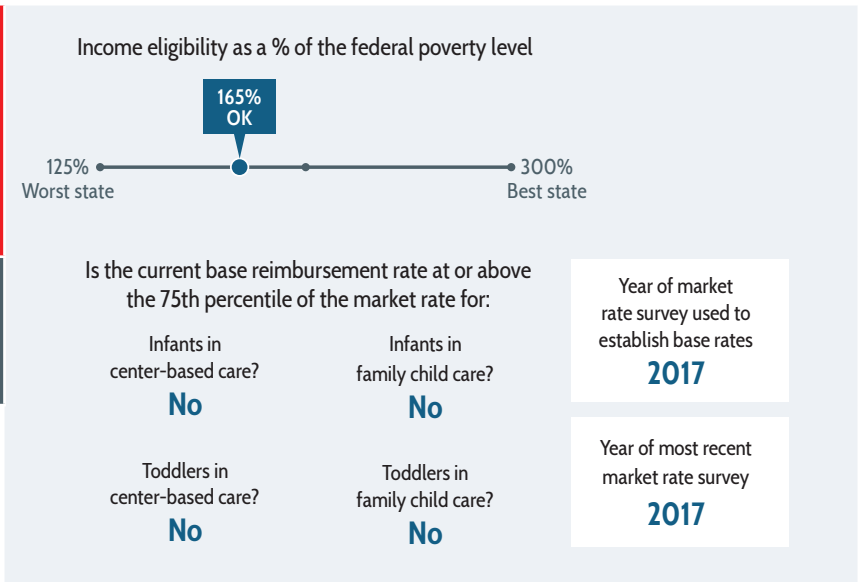 Income eligibility as a % of the federal poverty level
165%
OK
125%
Worst state
300%
Best state
Is the current base reimbursement rate at or above
the 75th percentile of the market rate for:
Infants in
center-based care?
No
Infants in
family child care?
No
Toddlers in
center-based care?
No
Toddlers in
family child care?
No
Year of market
rate survey used to
establish base rates
2017
Year of most recent
market rate survey
2017